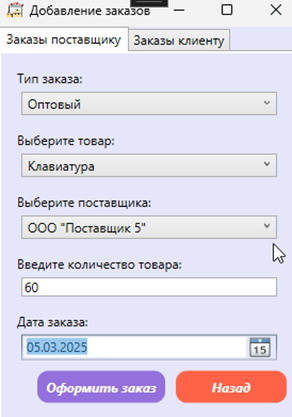 Добавление заказов
Заказы поставщику Заказы клиенту
Тип заказа:
Оптовый
Выберите товар:
Клавиатура
Выберите поставщика:
ООО "Поставщик 5"
Введите количество товара:
60
Дата заказа:
05.03.2025 15
Оформить заказ Назад